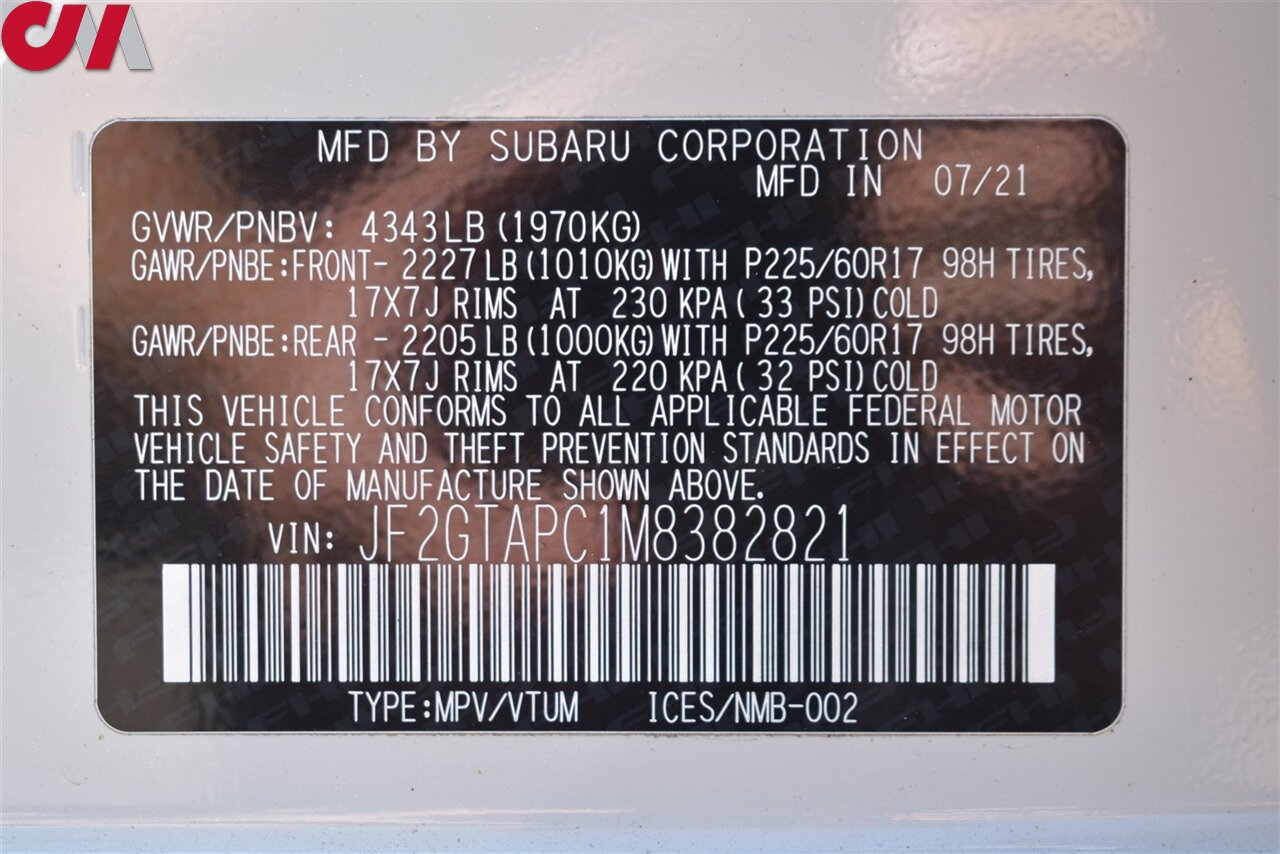 MFD BY SUBARU CORPORATION
MFD IN 07/21
GVWR/PNBV: 4343LB (1970KG)
GAWR/PNBE:FRONT- 2227 LB (1010KG) WITH P225/60R17 98H TIRES,
17X7J RIMS AT 230 KPA ( 33 PSI) COLD
GAWR/PNBE:REAR - 2205 LB (1000KG) WITH P225/60R17 98H TIRES,
17X7J RIMS AT 220 KPA ( 32 PSI) COLD
THIS VEHICLE CONFORMS TO ALL APPLICABLE FEDERAL MOTOR
VEHICLE SAFETY AND THEFT PREVENTION STANDARDS IN EFFECT ON
THE DATE OF MANUFACTURE SHOWN ABOVE.
VIN: JF2GTAPC1M8382821
TYPE:MPV/VTUM ICES/NMB-002